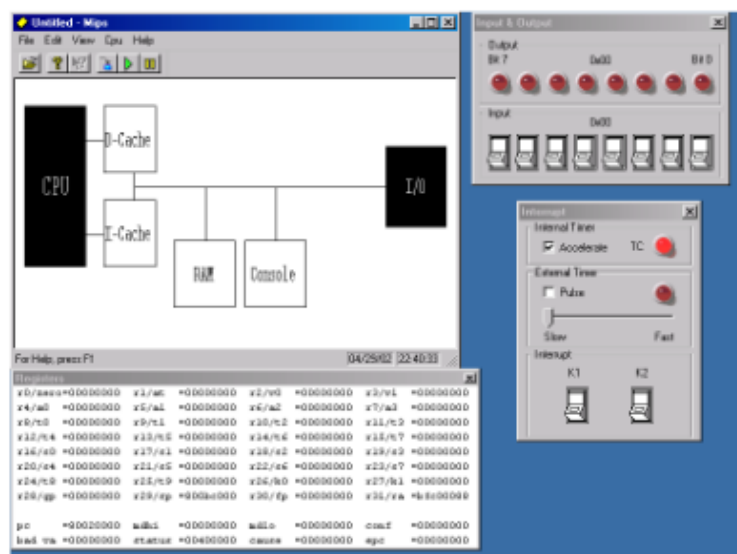 Untitled - Mips
File Edit View Cpu Help
CPU
D-Cache
I-Cache
RAM
Console
I/O
For Help, press F1
04/29/02 22:40:33
Input & Output
Output
Bit 7 0x00 Bit 0
Input
0x00
Interrupt
Internal Timer
Accelerate TC
External Timer
Pulse
Slow Fast
Interrupt
K1 K2
Registers
r0/zero=00000000 r1/at =00000000 r2/v0 =00000000 r3/v1 =00000000
r4/a0 =00000000 r5/a1 =00000000 r6/a2 =00000000 r7/a3 =00000000
r8/t0 =00000000 r9/t1 =00000000 r10/t2 =00000000 r11/t3 =00000000
r12/t4 =00000000 r13/t5 =00000000 r14/t6 =00000000 r15/t7 =00000000
r16/s0 =00000000 r17/s1 =00000000 r18/s2 =00000000 r19/s3 =00000000
r20/s4 =00000000 r21/s5 =00000000 r22/s6 =00000000 r23/s7 =00000000
r24/t8 =00000000 r25/t9 =00000000 r26/k0 =00000000 r27/k1 =00000000
r28/gp =00000000 r29/sp =800bc000 r30/fp =00000000 r31/ra =bfc00098
pc =80020000 mdhi =00000000 mdlo =00000000 conf =00000000
bad va =00000000 status =00400000 cause =00000000 epc =00000000